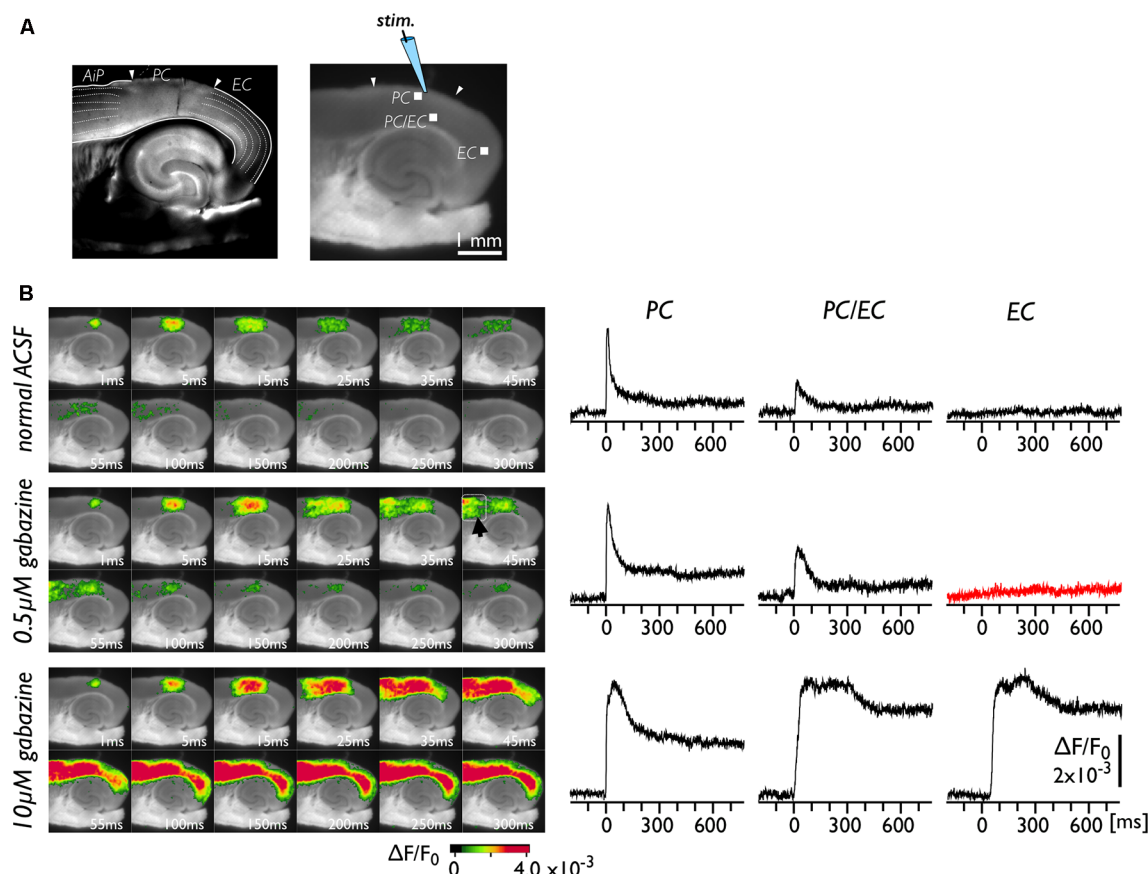 A
stim.
AiP PC EC
PC
PC/EC
EC
1 mm
B
PC PC/EC EC
normal ACSF
1ms 5ms 15ms 25ms 35ms 45ms
55ms 100ms 150ms 200ms 250ms 300ms
0 300 600 0 300 600 0 300 600
0.5µM gabazine
1ms 5ms 15ms 25ms 35ms 45ms
55ms 100ms 150ms 200ms 250ms 300ms
0 300 600 0 300 600 0 300 600
10µM gabazine
1ms 5ms 15ms 25ms 35ms 45ms
55ms 100ms 150ms 200ms 250ms 300ms
ΔF/F0
2×10-3
0 300 600 0 300 600 0 300 600 [ms]
ΔF/F0
0 4.0 ×10-3